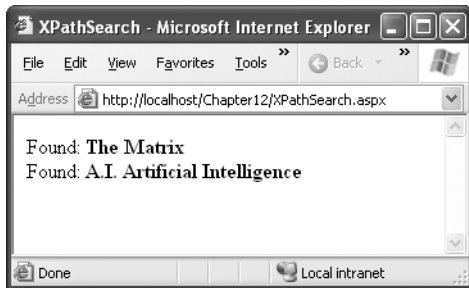 XPathSearch - Microsoft Internet Explorer
File Edit View Favorites Tools » Back »
Address http://localhost/Chapter12/XPathSearch.aspx
Found: The Matrix
Found: A.I. Artificial Intelligence
Done Local intranet